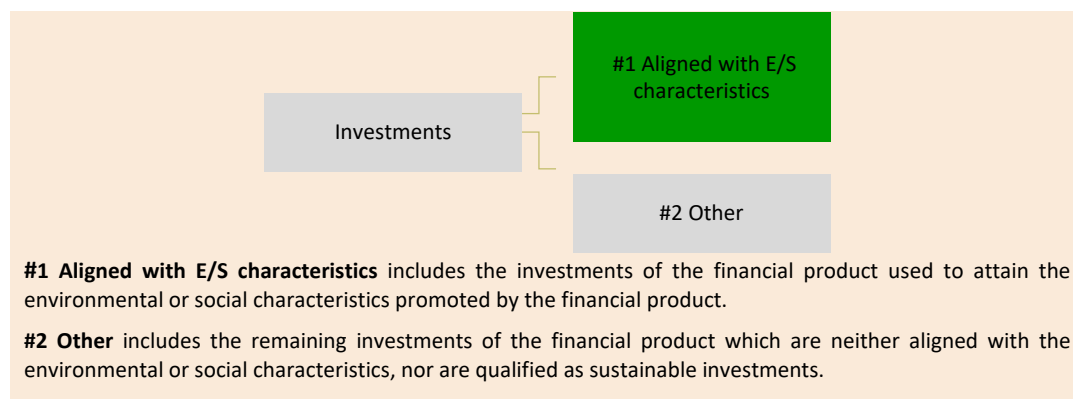 #1 Aligned with E/S
characteristics
Investments
#2 Other
#1 Aligned with E/S characteristics includes the investments of the financial product used to attain the
environmental or social characteristics promoted by the financial product.
#2 Other includes the remaining investments of the financial product which are neither aligned with the
environmental or social characteristics, nor are qualified as sustainable investments.